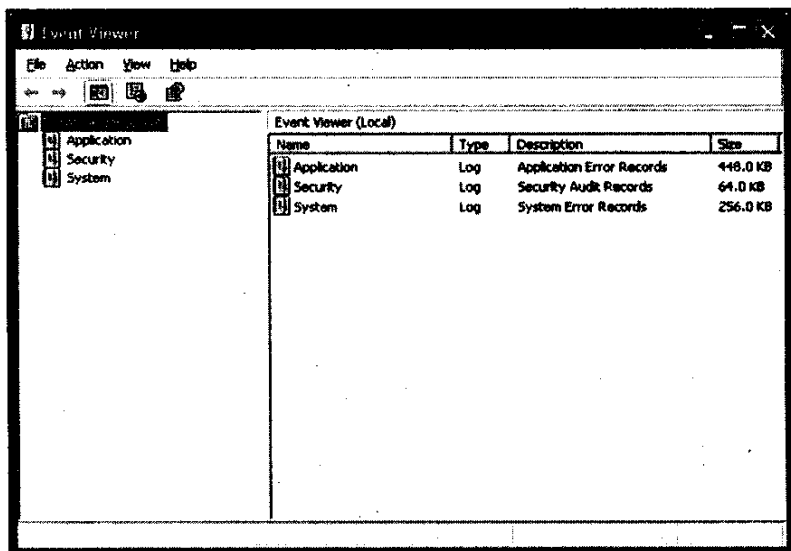 Event Viewer
File Action View Help
Event Viewer (Local)
Name Type Description Size
Application
Security
System
Application Log Application Error Records 448.0 KB
Security Log Security Audit Records 64.0 KB
System Log System Error Records 256.0 KB